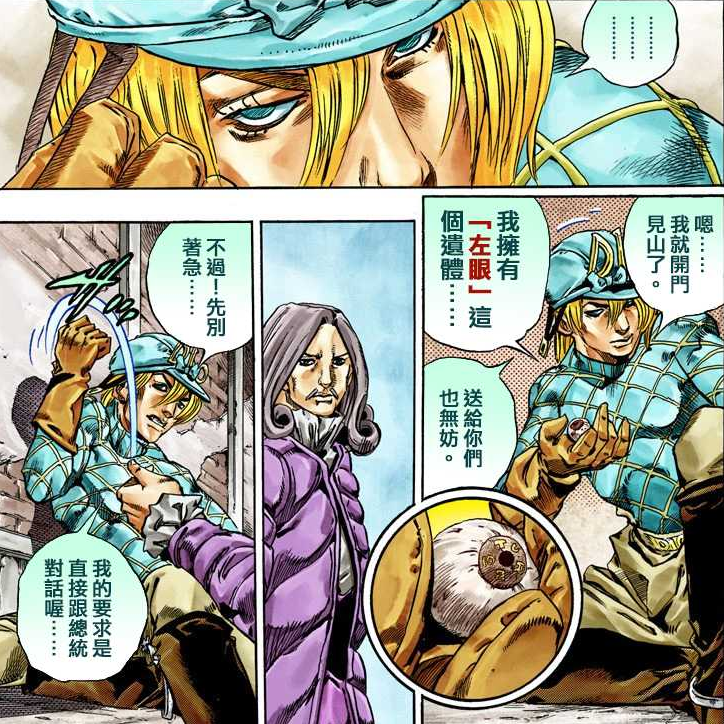 ………
………
嗯……
我就開門
見山了。
我擁有
「左眼」這
個遺體……
送給你們
也無妨。
不過！先別
著急……
我的要求是
直接跟總統
對話喔……